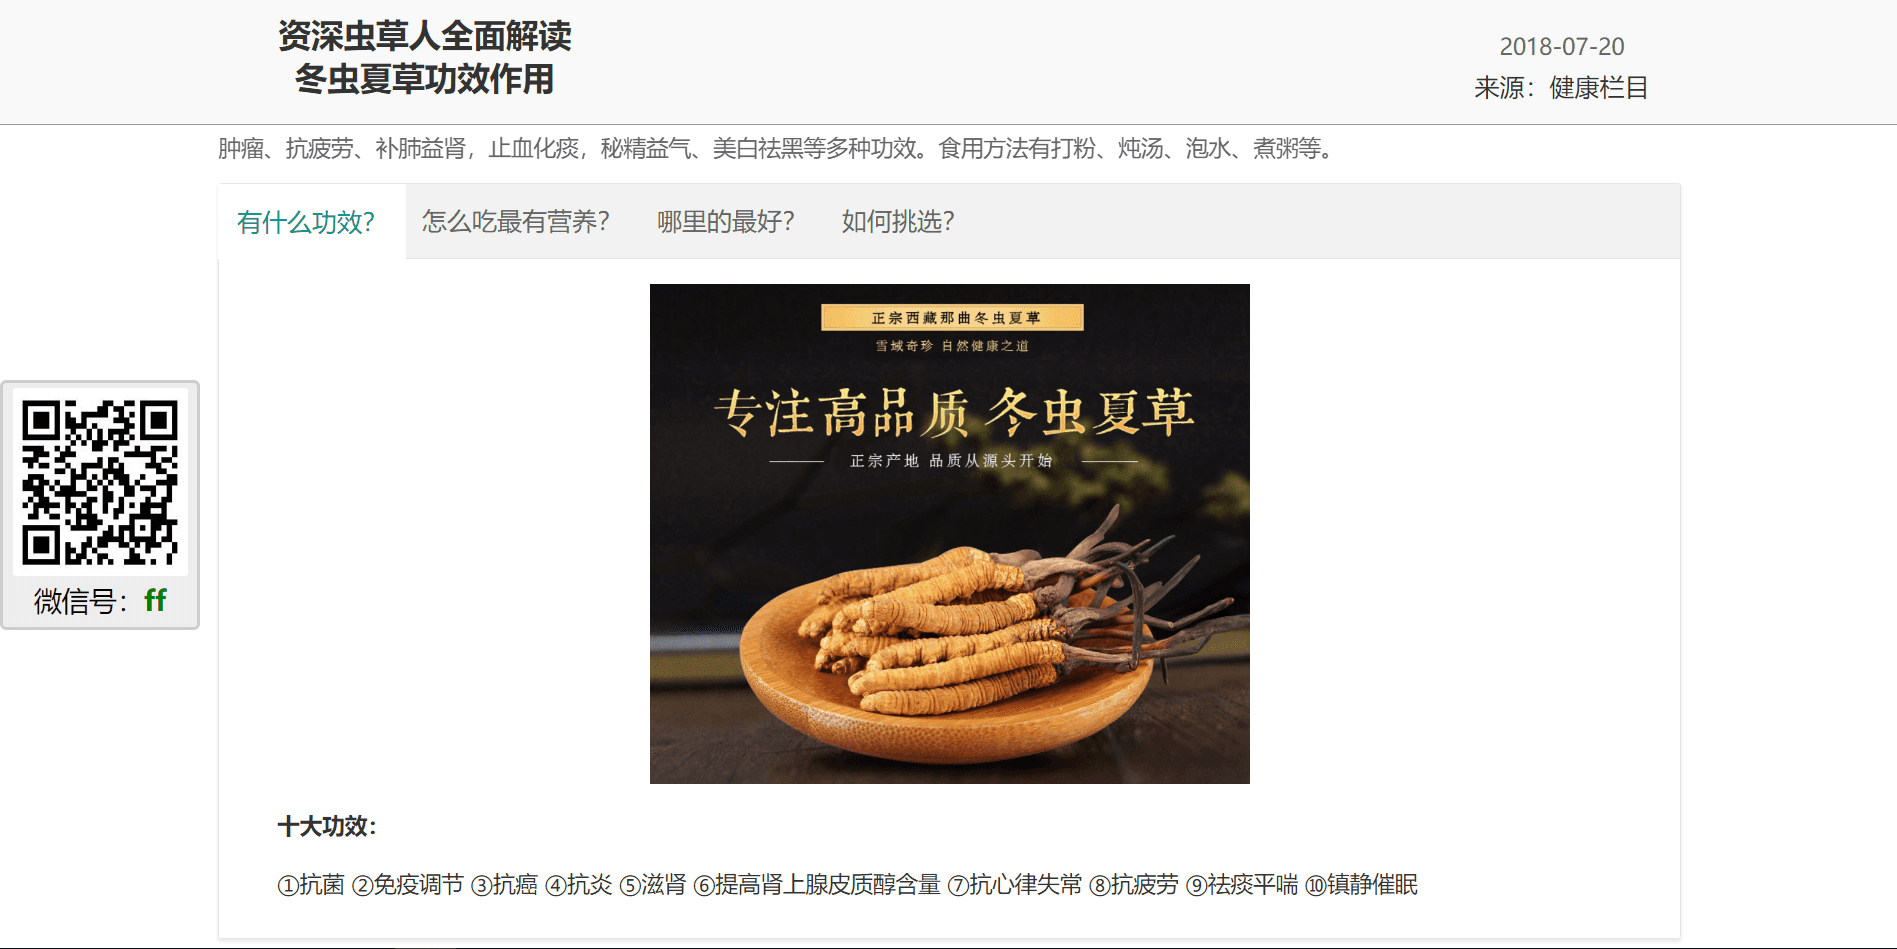 资深虫草人全面解读
冬虫夏草功效作用
2018-07-20
来源：健康栏目
肿瘤、抗疲劳、补肺益肾，止血化痰，秘精益气、美白祛黑等多种功效。食用方法有打粉、炖汤、泡水、煮粥等。
有什么功效？ 怎么吃最有营养？ 哪里的最好？ 如何挑选？
正宗西藏那曲冬虫夏草
雪域奇珍 自然健康之道
专注高品质 冬虫夏草
正宗产地 品质从源头开始
微信号：ff
十大功效：
①抗菌 ②免疫调节 ③抗癌 ④抗炎 ⑤滋肾 ⑥提高肾上腺皮质醇含量 ⑦抗心律失常 ⑧抗疲劳 ⑨祛痰平喘 ⑩镇静催眠